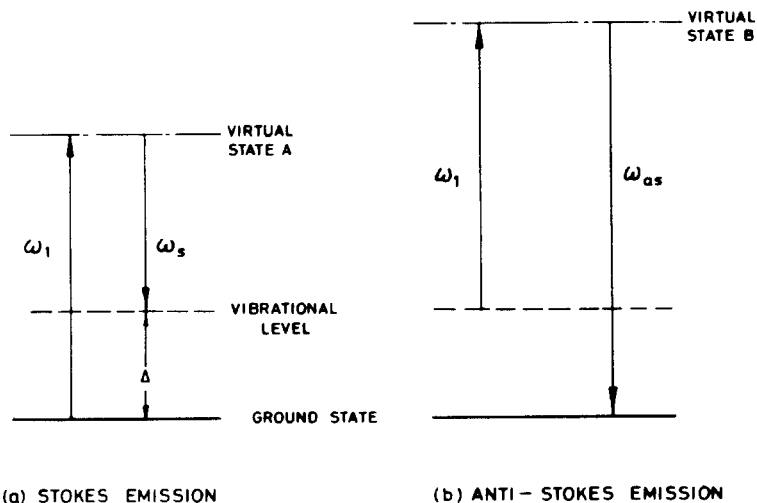 VIRTUAL
STATE B
VIRTUAL
STATE A
ω₁
ωₛ
ω₁
ωₐₛ
VIBRATIONAL
LEVEL
Δ
GROUND STATE
(a) STOKES EMISSION
(b) ANTI - STOKES EMISSION